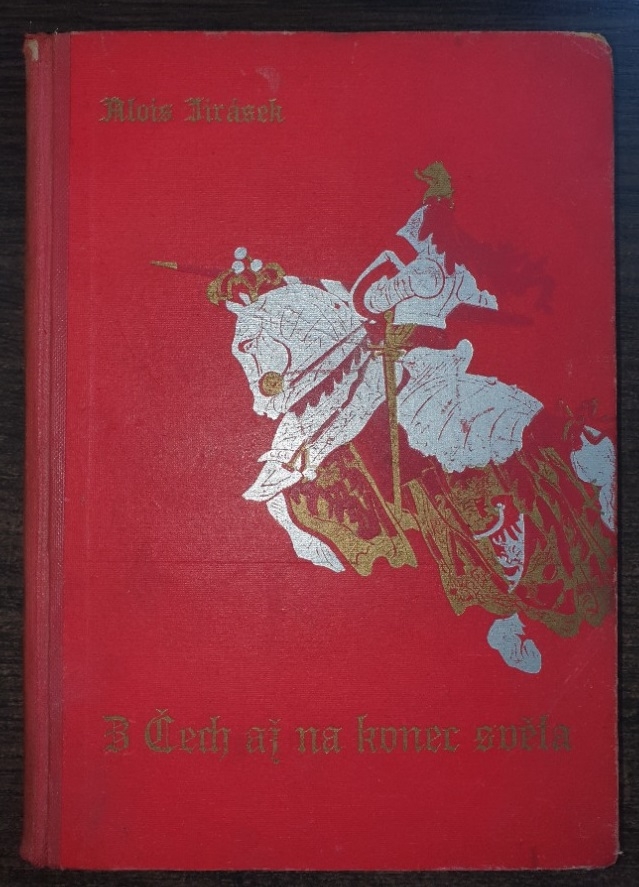 Alois Jirásek
Z Čech až na konec světa